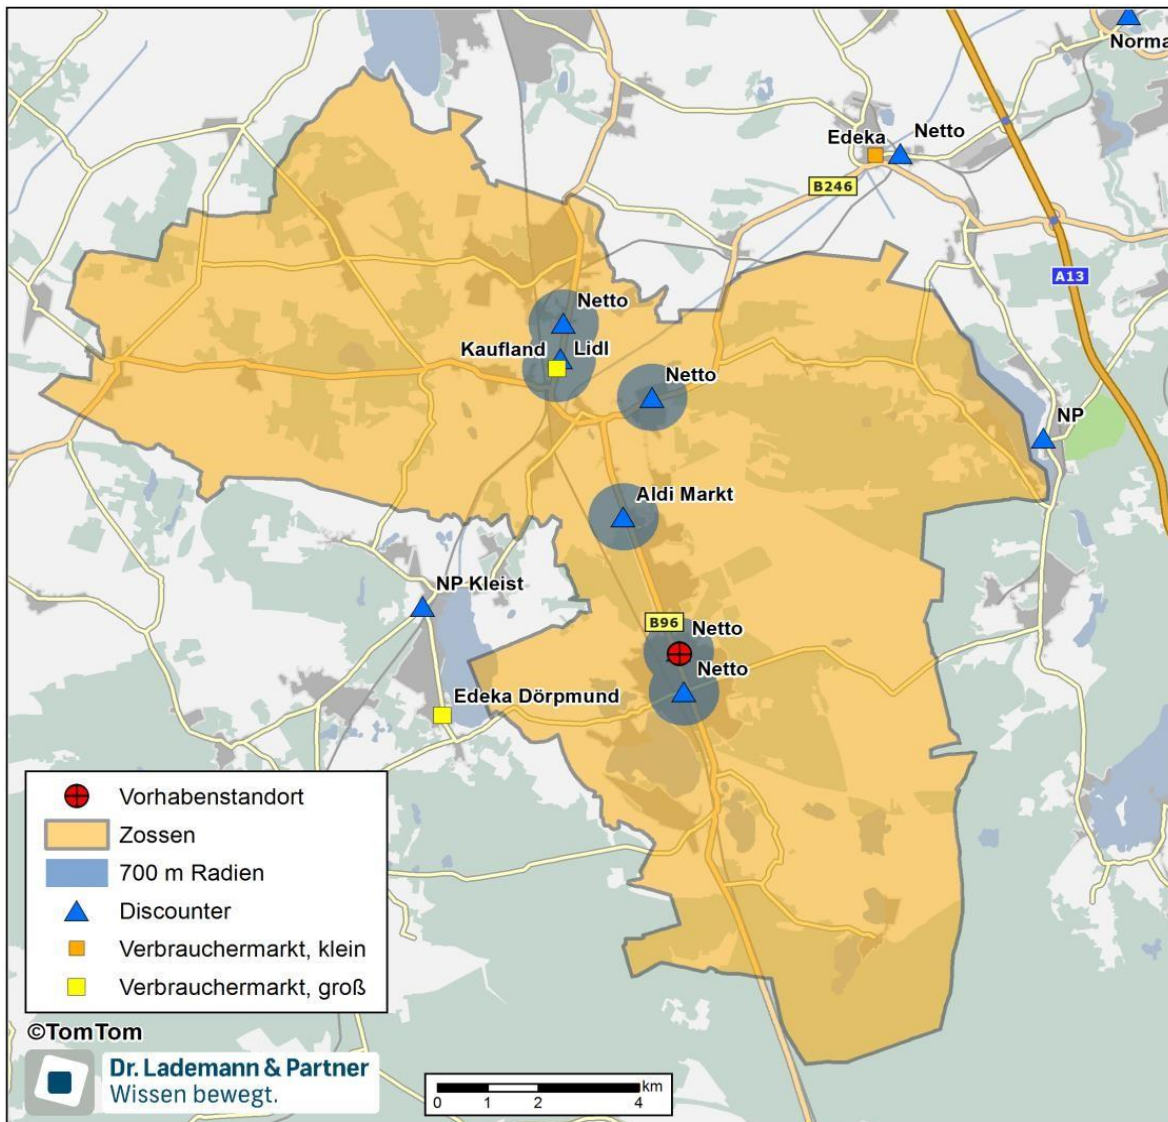 Norma
Edeka
Netto
B246
A13
Netto
Kaufland
Lidl
Netto
NP
Aldi Markt
NP Kleist
B96
Netto
Netto
Edeka Dörpmund
Vorhabenstandort
Zossen
700 m Radien
Discounter
Verbrauchermarkt, klein
Verbrauchermarkt, groß
©TomTom
Dr. Lademann & Partner
Wissen bewegt.
km
0 1 2 4